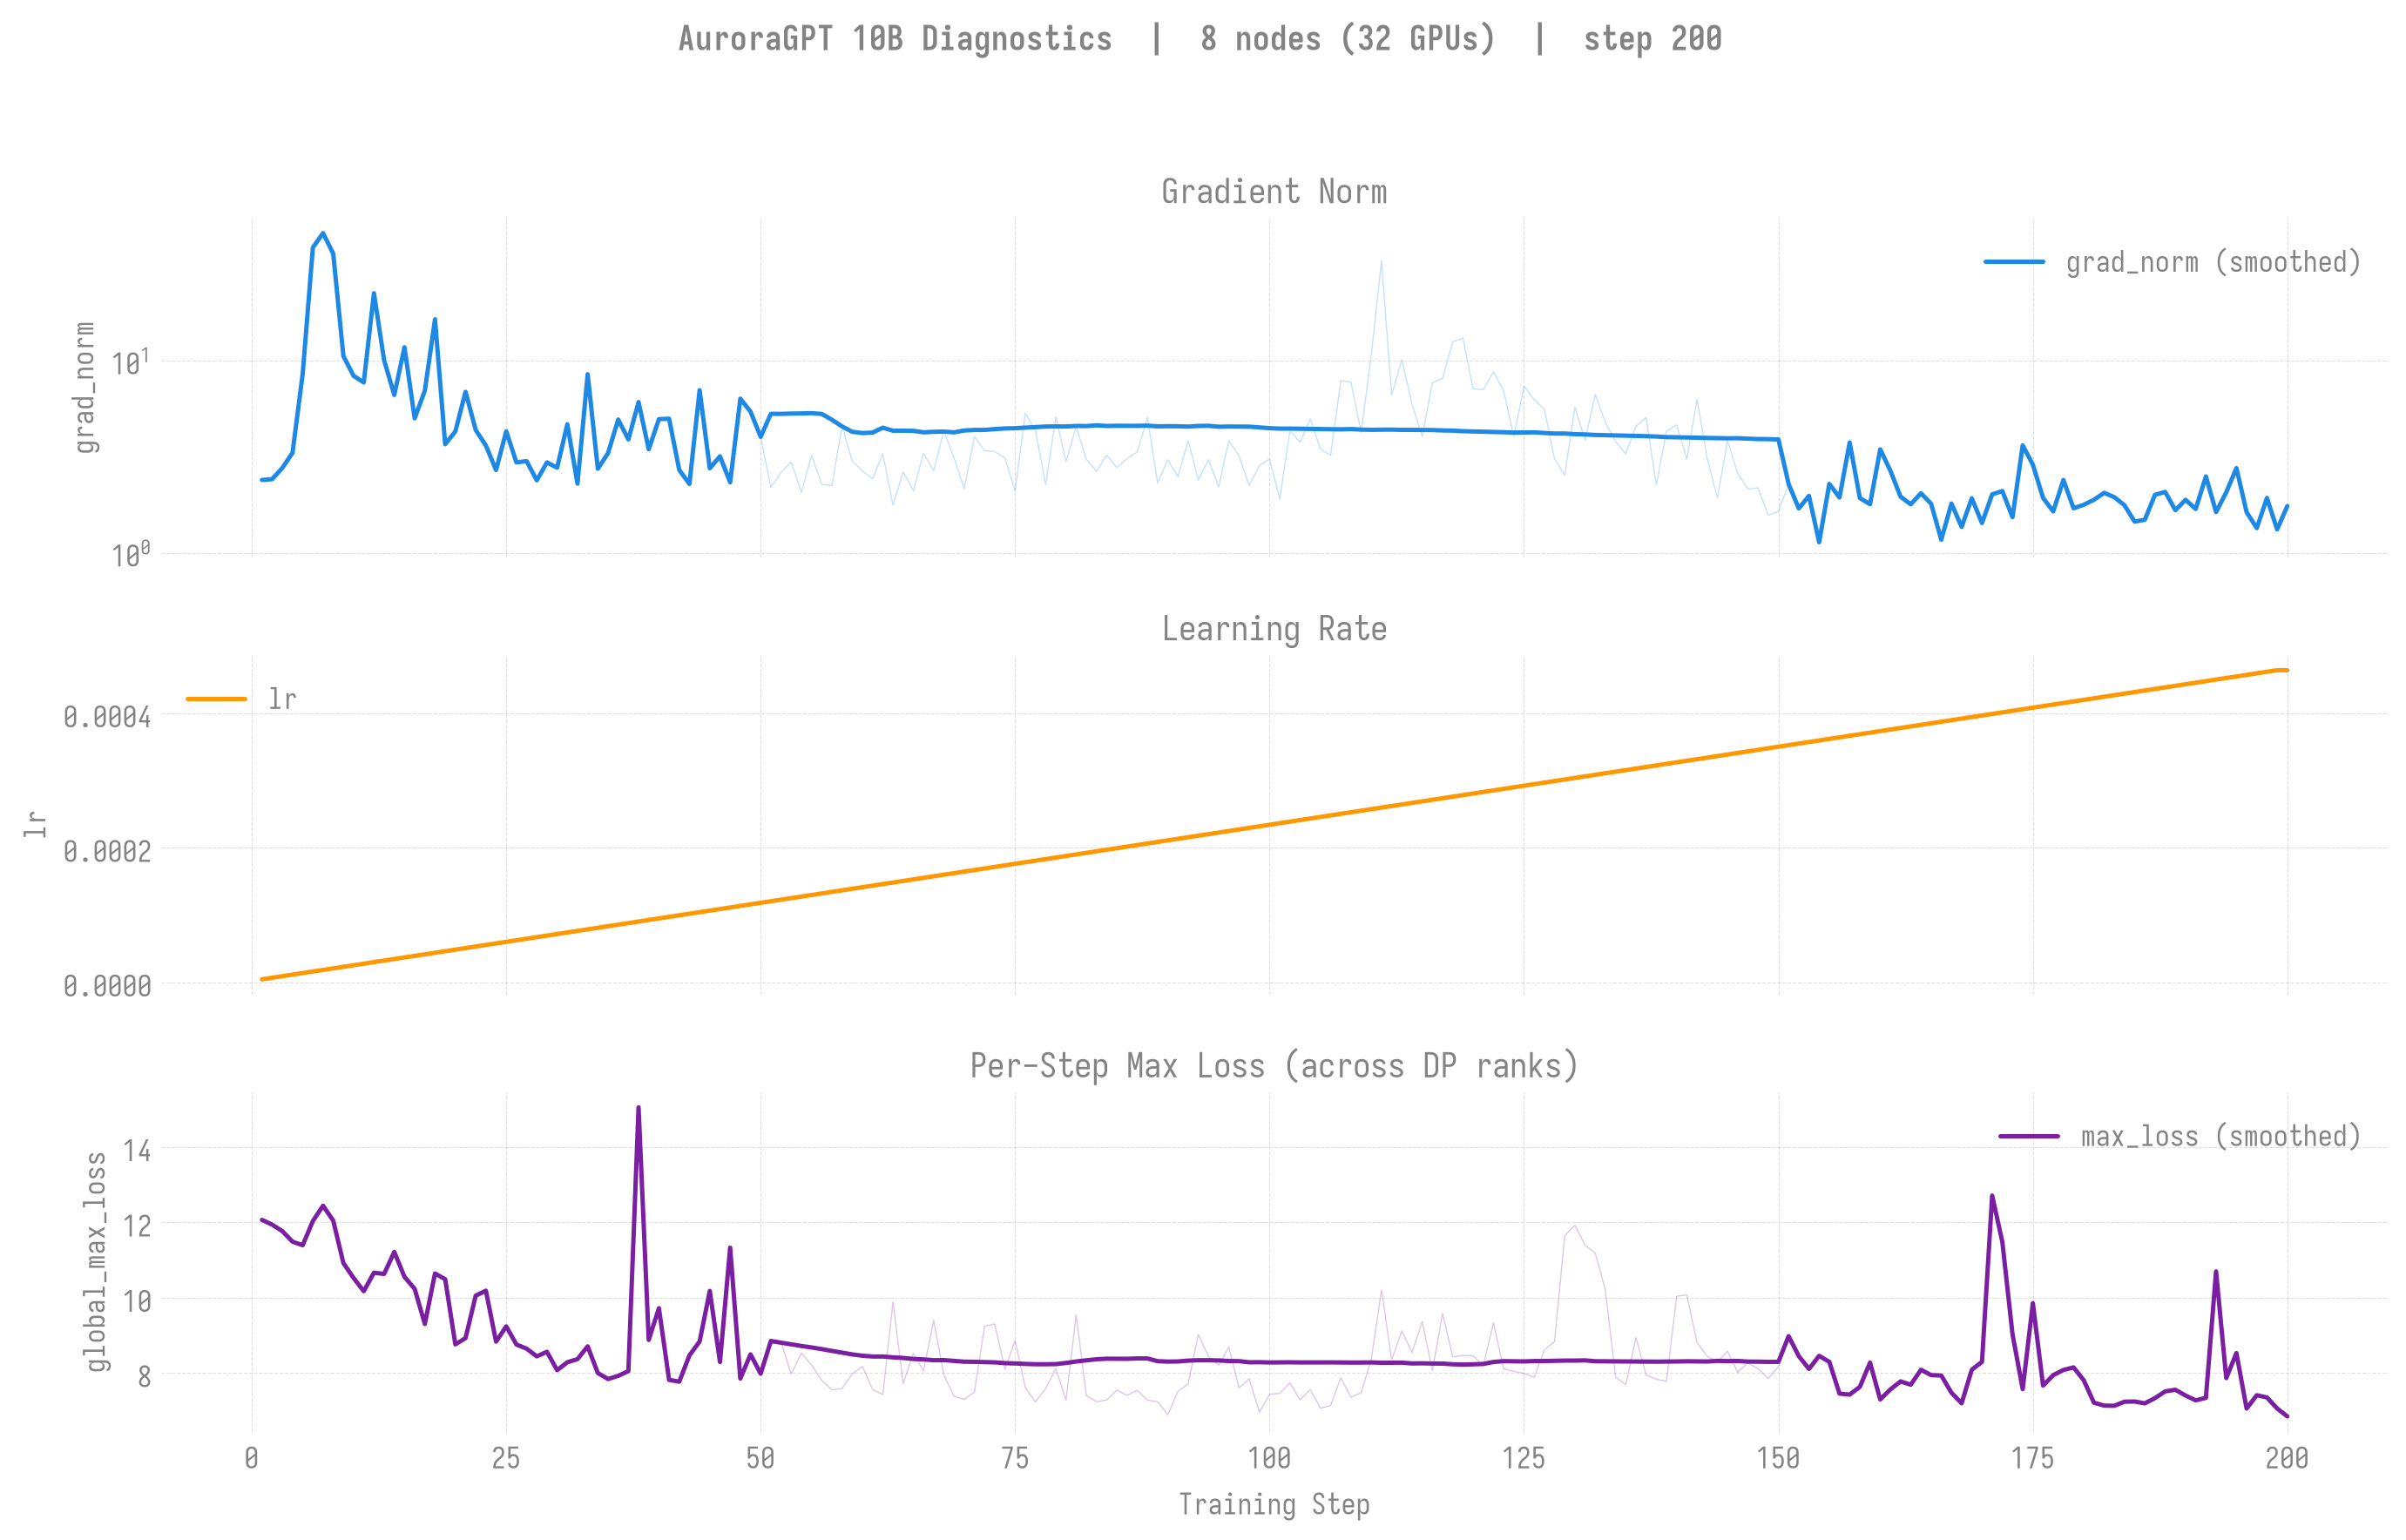 AuroraGPT 10B Diagnostics | 8 nodes (32 GPUs) | step 200
Gradient Norm
grad_norm (smoothed)
grad_norm
10¹
10⁰
Learning Rate
lr
lr
0.0004
0.0002
0.0000
Per-Step Max Loss (across DP ranks)
max_loss (smoothed)
global_max_loss
14
12
10
8
0 25 50 75 100 125 150 175 200
Training Step